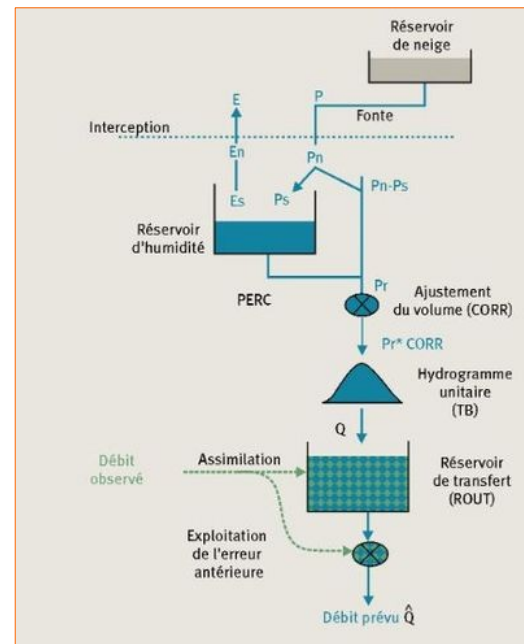 Réservoir
de neige
E
P
Fonte
Interception
En
Pn
Pn-Ps
Es
Ps
Réservoir
d'humidité
Pr
PERC
Ajustement
du volume (CORR)
Pr* CORR
Hydrogramme
unitaire
(TB)
Q
Débit
observé
Assimilation
Réservoir
de transfert
(ROUT)
Exploitation
de l'erreur
antérieure
Débit prévu Q̂